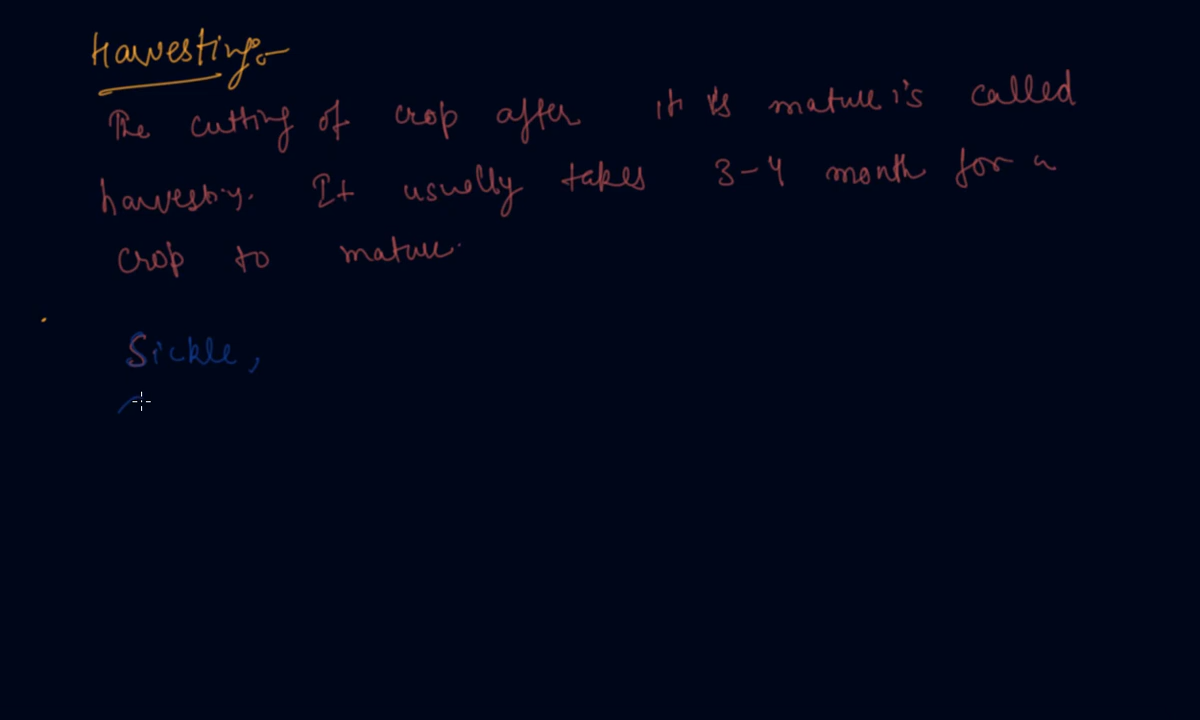 Harvesting:-
The cutting of crop after it is mature is called
harvesting. It usually takes 3-4 month for a
crop to mature.
Sickle,